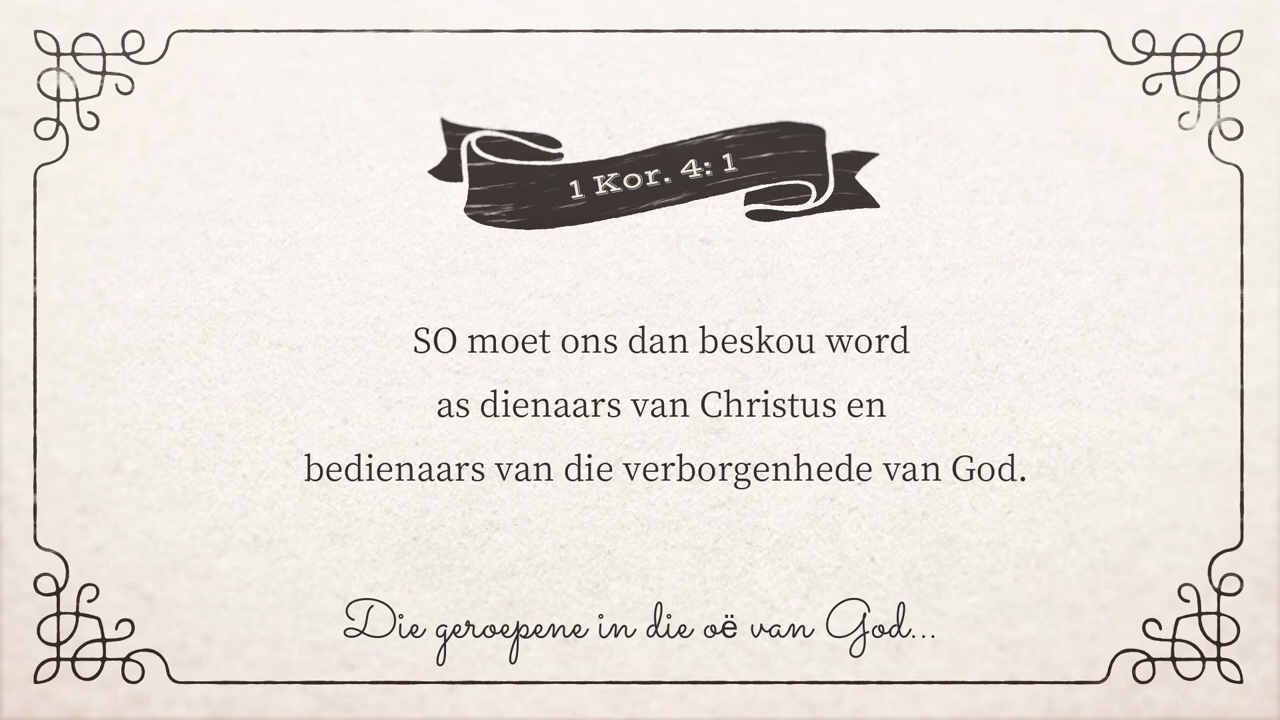 1 Kor. 4: 1
SO moet ons dan beskou word
as dienaars van Christus en
bedienaars van die verborgenhede van God.
Die geroepene in die oë van God...